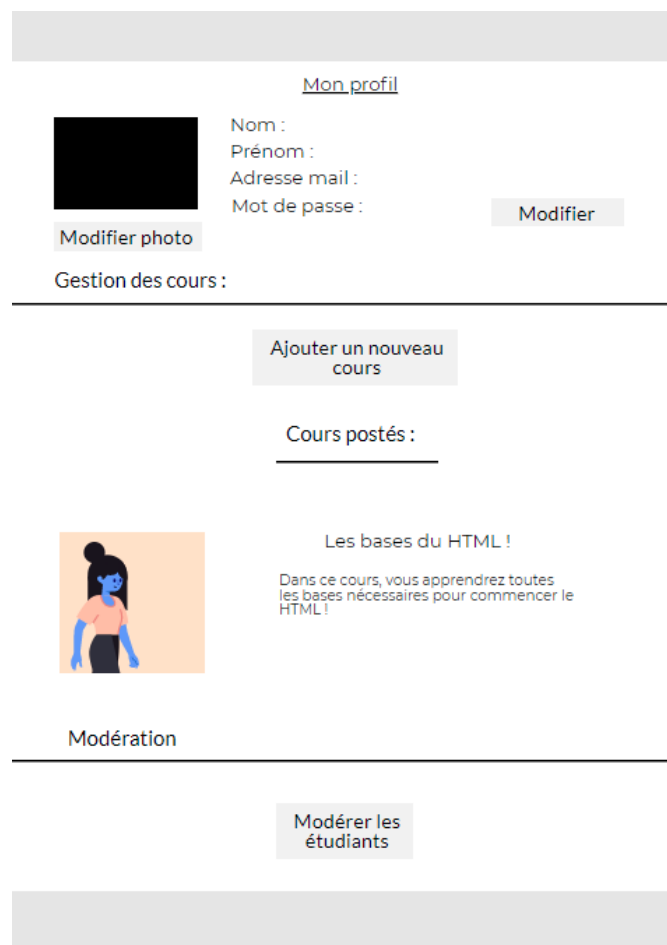 Mon profil
Nom :
Prénom :
Adresse mail :
Mot de passe :
Modifier
Modifier photo
Gestion des cours :
Ajouter un nouveau
cours
Cours postés :
Les bases du HTML !
Dans ce cours, vous apprendrez toutes
les bases nécessaires pour commencer le
HTML !
Modération
Modérer les
étudiants